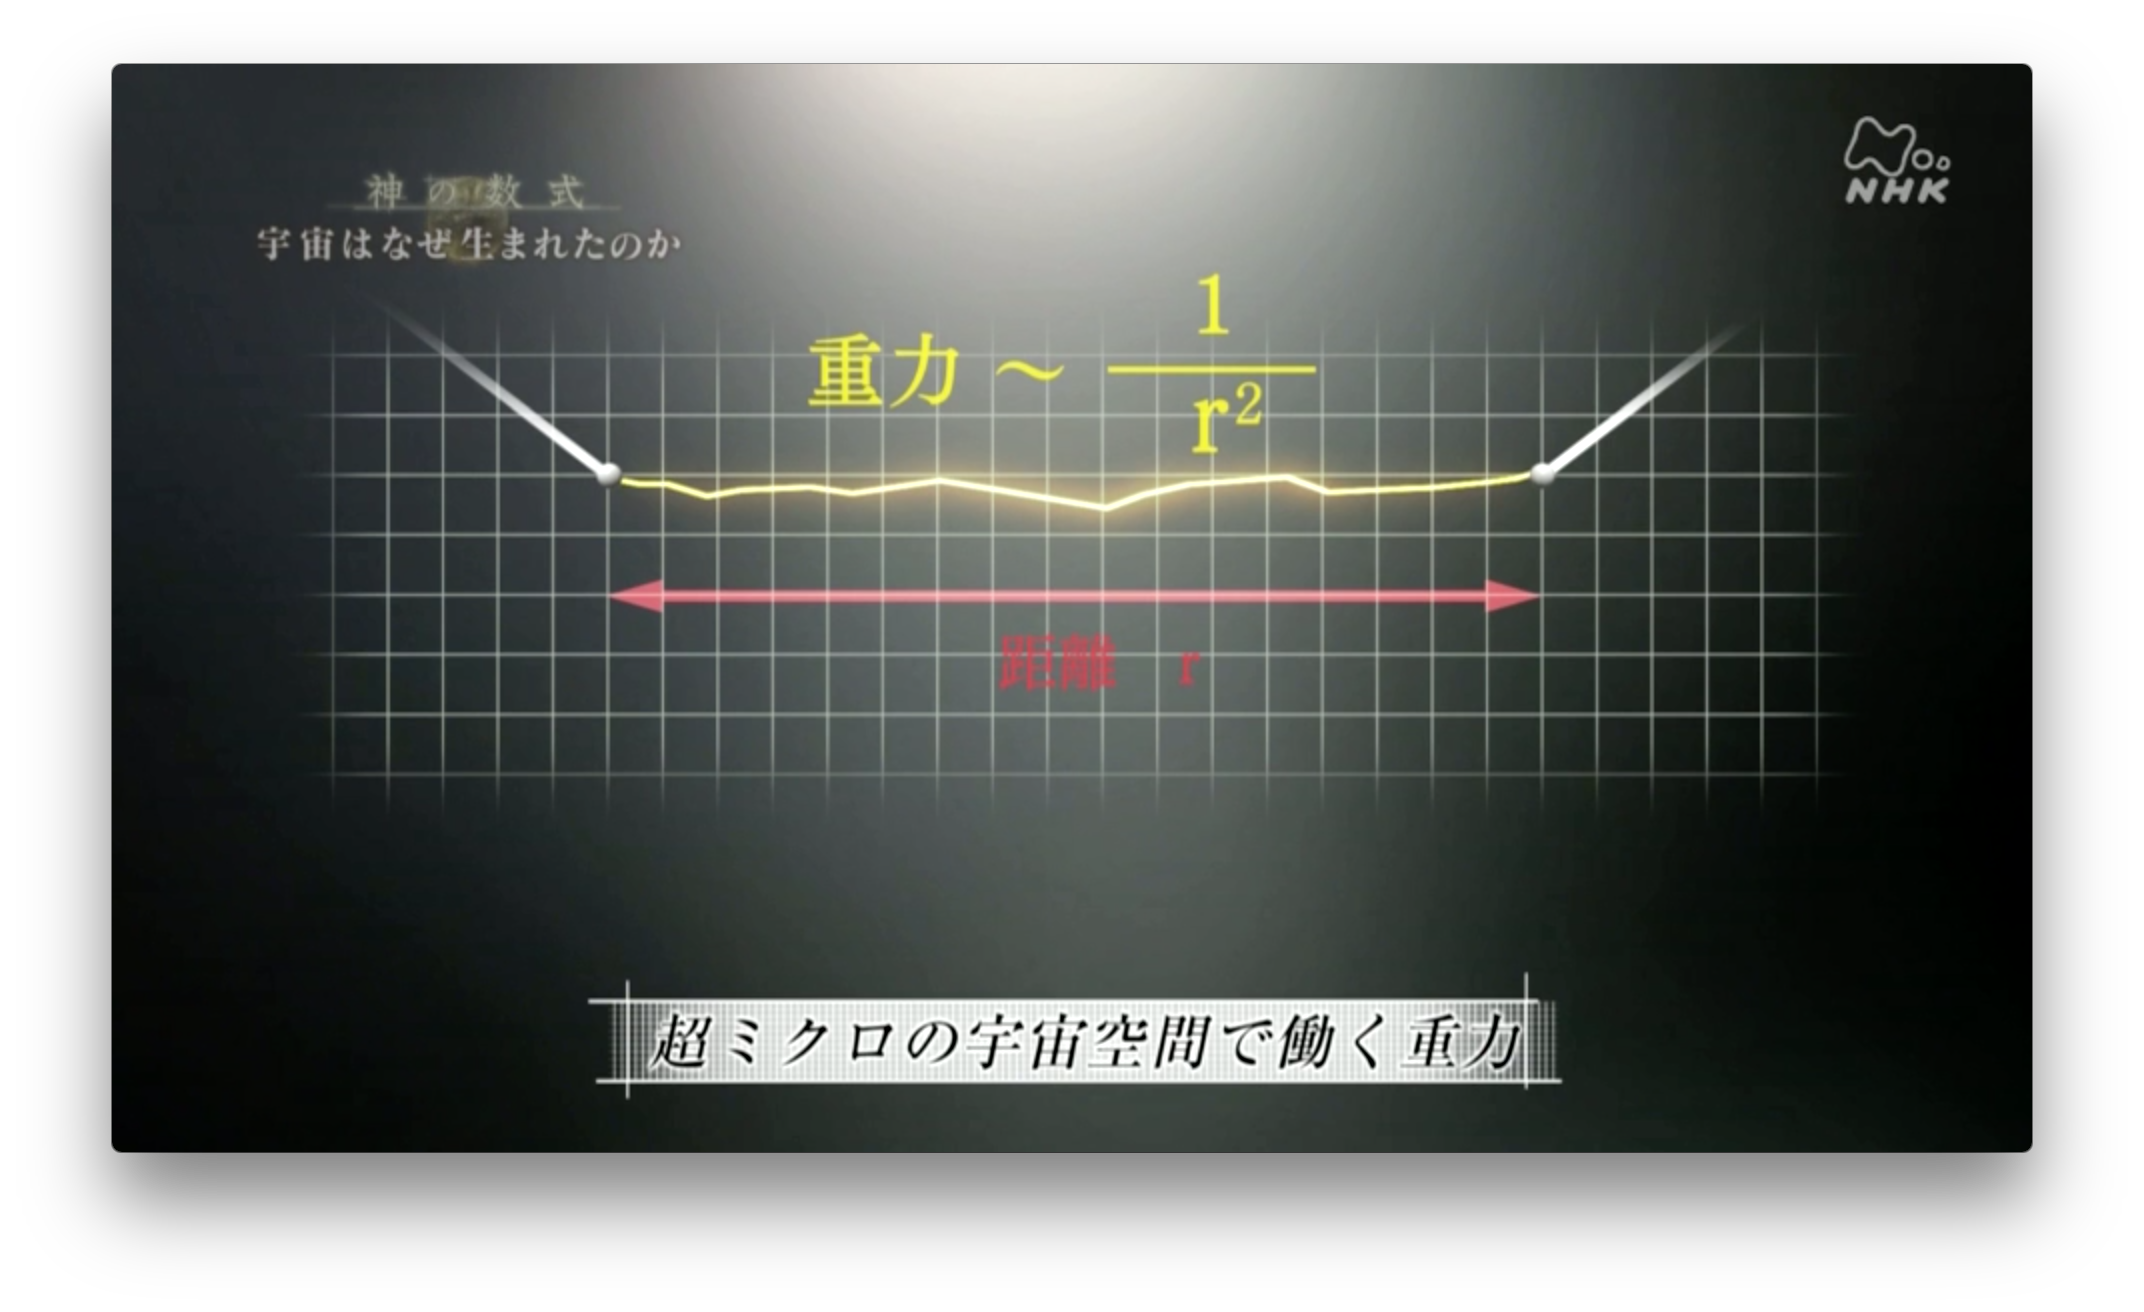 神の数式
宇宙はなぜ生まれたのか
NHK
重力 ～ 1/r²
距離　r
超ミクロの宇宙空間で働く重力